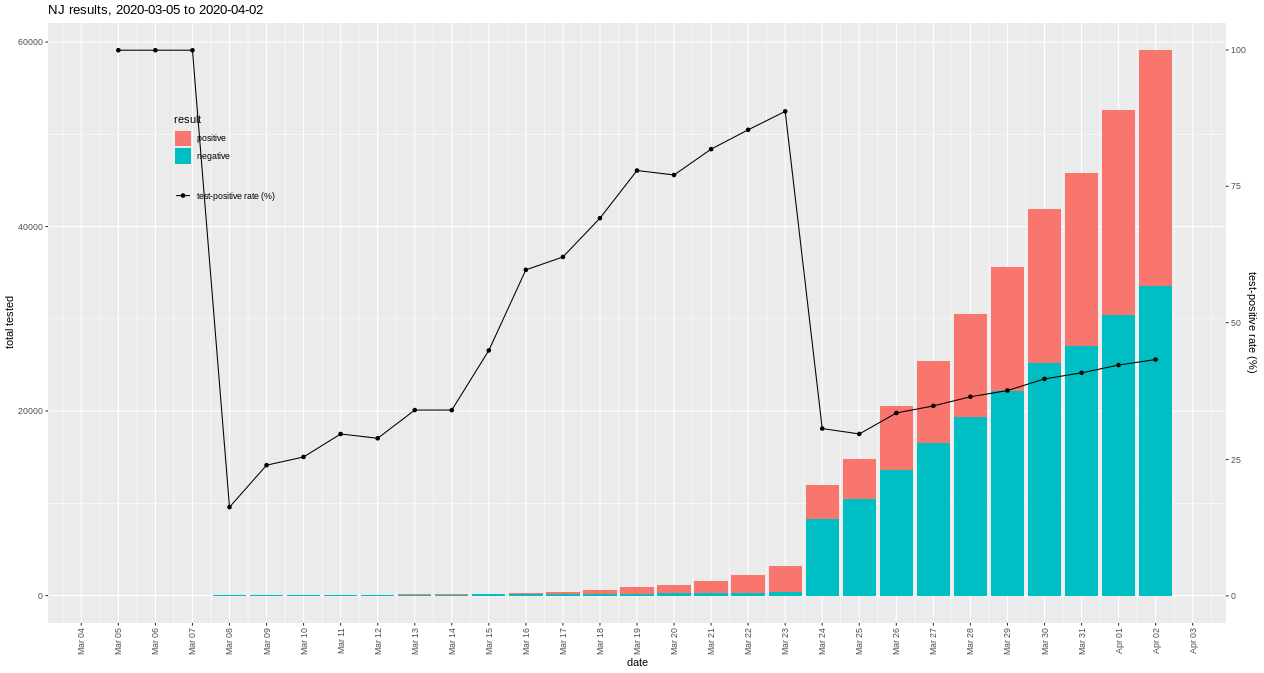 NJ results, 2020-03-05 to 2020-04-02
60000
40000
20000
0
total tested
result
positive
negative
test-positive rate (%)
100
75
50
25
0
test-positive rate (%)
Mar 04
Mar 05
Mar 06
Mar 07
Mar 08
Mar 09
Mar 10
Mar 11
Mar 12
Mar 13
Mar 14
Mar 15
Mar 16
Mar 17
Mar 18
Mar 19
Mar 20
Mar 21
Mar 22
Mar 23
Mar 24
Mar 25
Mar 26
Mar 27
Mar 28
Mar 29
Mar 30
Mar 31
Apr 01
Apr 02
Apr 03
date